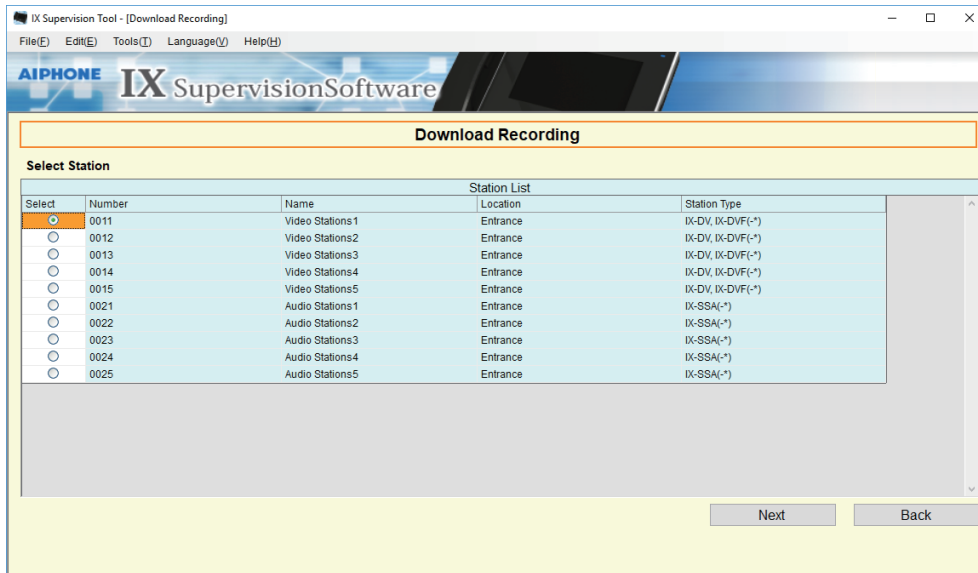 IX Supervision Tool - [Download Recording]
File(F) Edit(E) Tools(T) Language(V) Help(H)
AIPHONE IX SupervisionSoftware
Download Recording
Select Station
Station List
Select Number Name Location Station Type
0011 Video Stations1 Entrance IX-DV, IX-DVF(-*)
0012 Video Stations2 Entrance IX-DV, IX-DVF(-*)
0013 Video Stations3 Entrance IX-DV, IX-DVF(-*)
0014 Video Stations4 Entrance IX-DV, IX-DVF(-*)
0015 Video Stations5 Entrance IX-DV, IX-DVF(-*)
0021 Audio Stations1 Entrance IX-SSA(-*)
0022 Audio Stations2 Entrance IX-SSA(-*)
0023 Audio Stations3 Entrance IX-SSA(-*)
0024 Audio Stations4 Entrance IX-SSA(-*)
0025 Audio Stations5 Entrance IX-SSA(-*)
Next Back